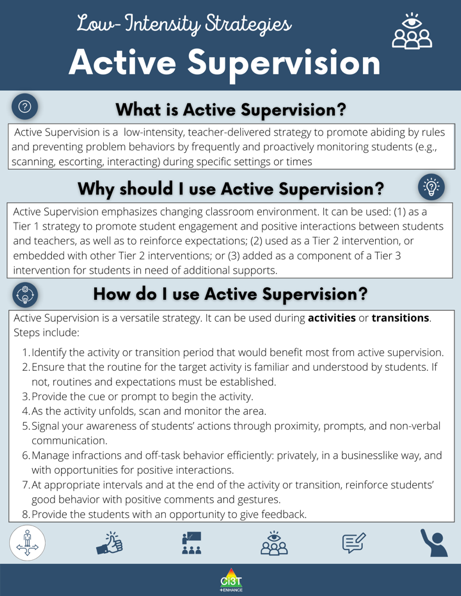 Low-Intensity Strategies
Active Supervision
What is Active Supervision?
Active Supervision is a low-intensity, teacher-delivered strategy to promote abiding by rules
and preventing problem behaviors by frequently and proactively monitoring students (e.g.,
scanning, escorting, interacting) during specific settings or times
Why should I use Active Supervision?
Active Supervision emphasizes changing classroom environment. It can be used: (1) as a
Tier 1 strategy to promote student engagement and positive interactions between students
and teachers, as well as to reinforce expectations; (2) used as a Tier 2 intervention, or
embedded with other Tier 2 interventions; or (3) added as a component of a Tier 3
intervention for students in need of additional supports.
How do I use Active Supervision?
Active Supervision is a versatile strategy. It can be used during activities or transitions.
Steps include:
1. Identify the activity or transition period that would benefit most from active supervision.
2. Ensure that the routine for the target activity is familiar and understood by students. If
not, routines and expectations must be established.
3. Provide the cue or prompt to begin the activity.
4. As the activity unfolds, scan and monitor the area.
5. Signal your awareness of students' actions through proximity, prompts, and non-verbal
communication.
6. Manage infractions and off-task behavior efficiently: privately, in a businesslike way, and
with opportunities for positive interactions.
7. At appropriate intervals and at the end of the activity or transition, reinforce students'
good behavior with positive comments and gestures.
8. Provide the students with an opportunity to give feedback.
CI3T
+ENHANCE